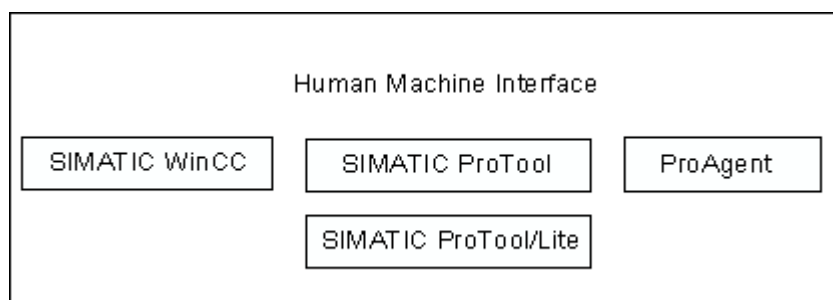 Human Machine Interface
SIMATIC WinCC
SIMATIC ProTool
ProAgent
SIMATIC ProTool/Lite